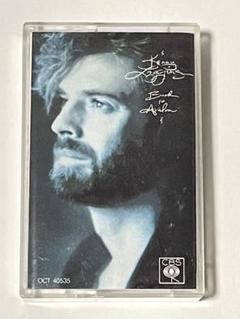 Kenny
Loggins
Back
to
Avalon
CBS
OCT 40535